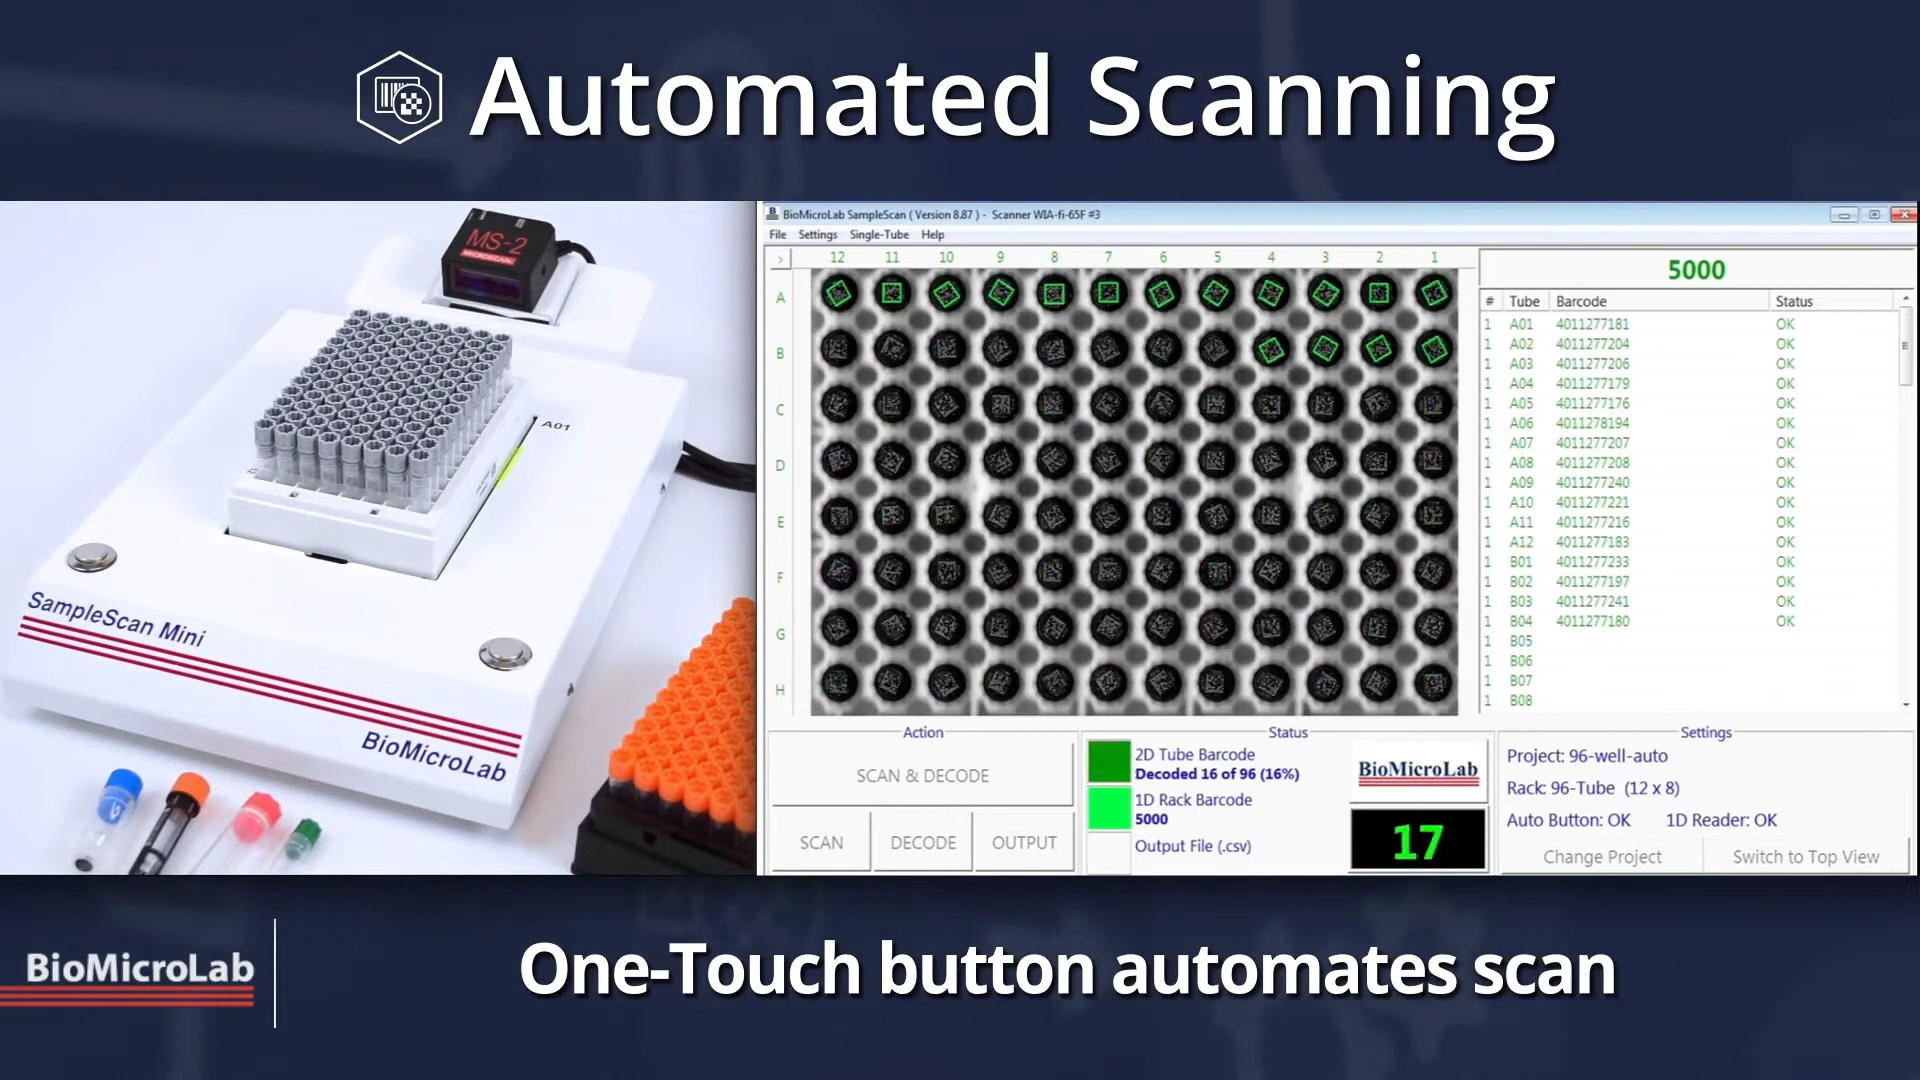 Automated Scanning
MS-2
MICROSCAN
A01
SampleScan Mini
BioMicroLab
BioMicroLab SampleScan ( Version 8.87 ) - Scanner WIA-fi-65F #3
File Settings Single-Tube Help
> 12 11 10 9 8 7 6 5 4 3 2 1
A
B
C
D
E
F
G
H
5000
# Tube Barcode Status
1 A01 4011277181 OK
1 A02 4011277204 OK
1 A03 4011277206 OK
1 A04 4011277179 OK
1 A05 4011277176 OK
1 A06 4011278194 OK
1 A07 4011277207 OK
1 A08 4011277208 OK
1 A09 4011277240 OK
1 A10 4011277221 OK
1 A11 4011277216 OK
1 A12 4011277183 OK
1 B01 4011277233 OK
1 B02 4011277197 OK
1 B03 4011277241 OK
1 B04 4011277180 OK
1 B05
1 B06
1 B07
1 B08
Action
SCAN & DECODE
SCAN DECODE OUTPUT
Status
2D Tube Barcode
Decoded 16 of 96 (16%)
1D Rack Barcode
5000
Output File (.csv)
BioMicroLab
17
Settings
Project: 96-well-auto
Rack: 96-Tube (12 x 8)
Auto Button: OK 1D Reader: OK
Change Project Switch to Top View
BioMicroLab
One-Touch button automates scan